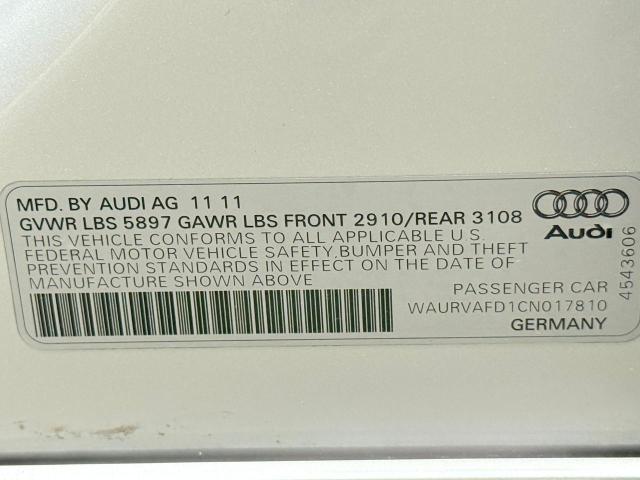 MFD. BY AUDI AG 11 11
GVWR LBS 5897 GAWR LBS FRONT 2910/REAR 3108
THIS VEHICLE CONFORMS TO ALL APPLICABLE U.S.
FEDERAL MOTOR VEHICLE SAFETY,BUMPER AND THEFT
PREVENTION STANDARDS IN EFFECT ON THE DATE OF
MANUFACTURE SHOWN ABOVE
PASSENGER CAR
WAURVAFD1CN017810
GERMANY
Audi
4543606